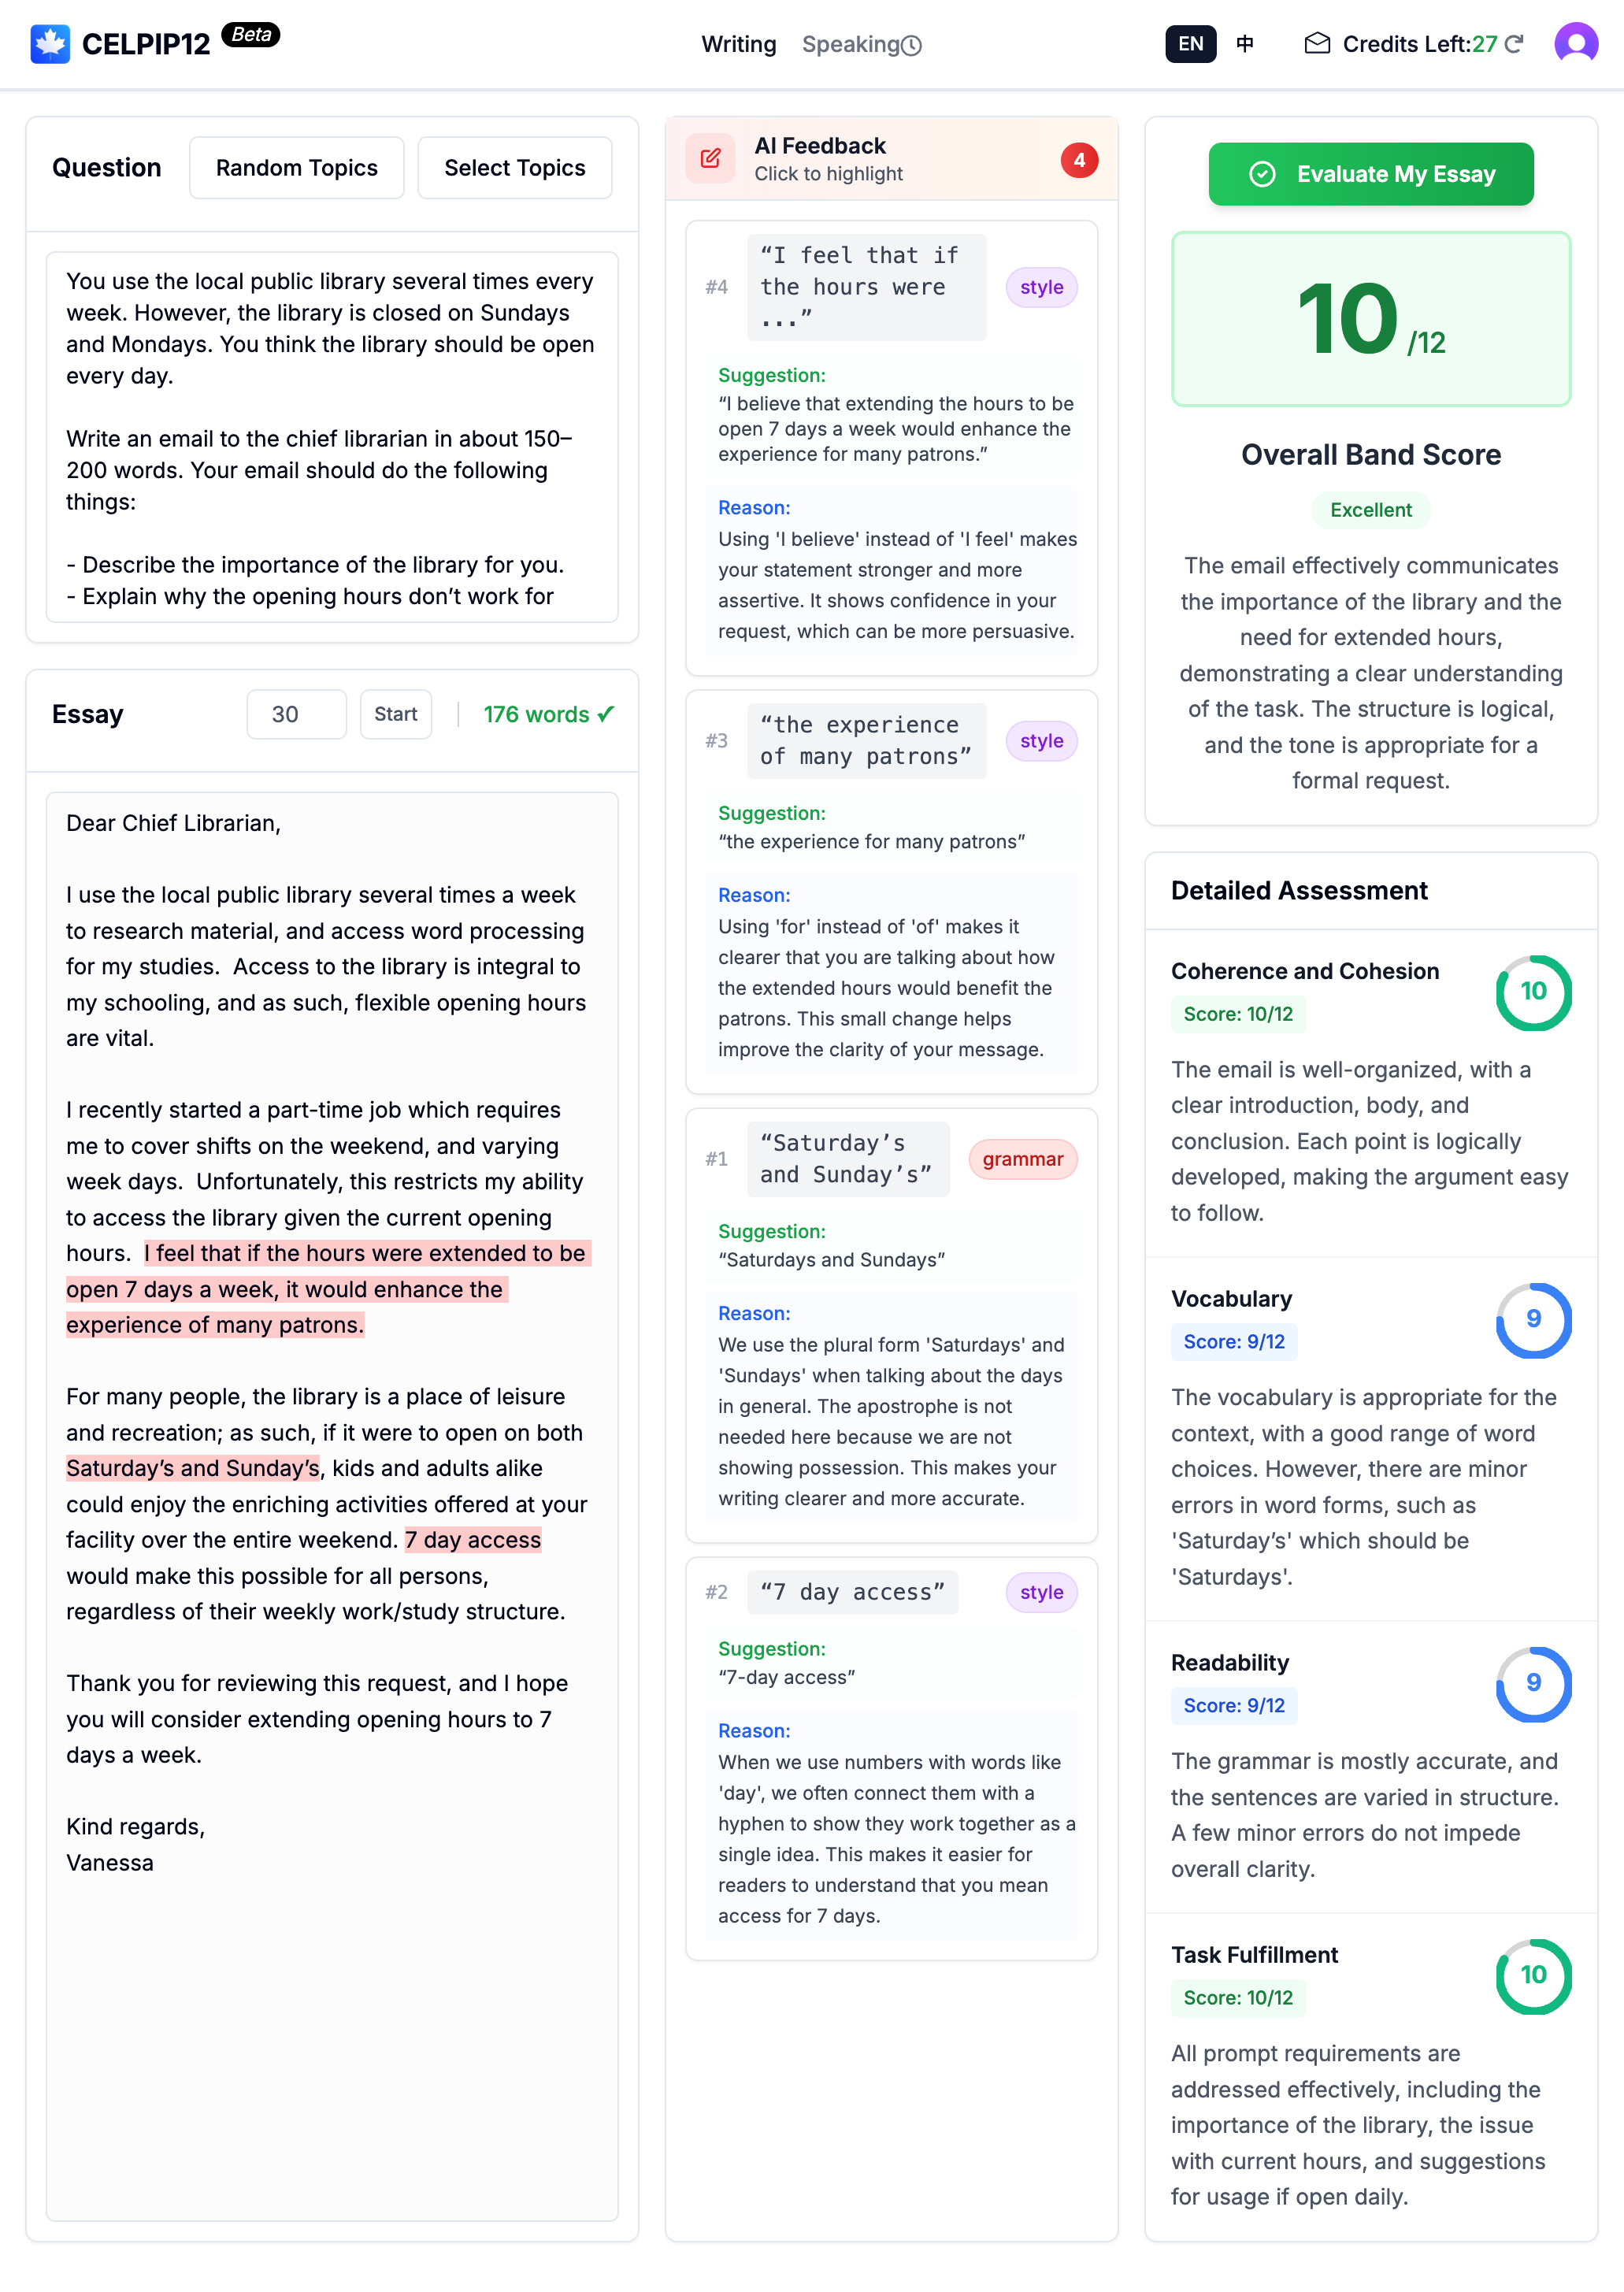 CELPIP12 Beta
Writing
Speaking
EN
中
Credits Left:27
Question
Random Topics
Select Topics
You use the local public library several times every
week. However, the library is closed on Sundays
and Mondays. You think the library should be open
every day.
Write an email to the chief librarian in about 150–
200 words. Your email should do the following
things:
- Describe the importance of the library for you.
- Explain why the opening hours don’t work for
Essay
30
Start
176 words ✓
Dear Chief Librarian,
I use the local public library several times a week
to research material, and access word processing
for my studies.  Access to the library is integral to
my schooling, and as such, flexible opening hours
are vital.
I recently started a part-time job which requires
me to cover shifts on the weekend, and varying
week days.  Unfortunately, this restricts my ability
to access the library given the current opening
hours.  I feel that if the hours were extended to be
open 7 days a week, it would enhance the
experience of many patrons.
For many people, the library is a place of leisure
and recreation; as such, if it were to open on both
Saturday’s and Sunday’s, kids and adults alike
could enjoy the enriching activities offered at your
facility over the entire weekend. 7 day access
would make this possible for all persons,
regardless of their weekly work/study structure.
Thank you for reviewing this request, and I hope
you will consider extending opening hours to 7
days a week.
Kind regards,
Vanessa
AI Feedback
Click to highlight
4
#4
“I feel that if
the hours were
...”
style
Suggestion:
“I believe that extending the hours to be
open 7 days a week would enhance the
experience for many patrons.”
Reason:
Using 'I believe' instead of 'I feel' makes
your statement stronger and more
assertive. It shows confidence in your
request, which can be more persuasive.
#3
“the experience
of many patrons”
style
Suggestion:
“the experience for many patrons”
Reason:
Using 'for' instead of 'of' makes it
clearer that you are talking about how
the extended hours would benefit the
patrons. This small change helps
improve the clarity of your message.
#1
“Saturday’s
and Sunday’s”
grammar
Suggestion:
“Saturdays and Sundays”
Reason:
We use the plural form 'Saturdays' and
'Sundays' when talking about the days
in general. The apostrophe is not
needed here because we are not
showing possession. This makes your
writing clearer and more accurate.
#2
“7 day access”
style
Suggestion:
“7-day access”
Reason:
When we use numbers with words like
'day', we often connect them with a
hyphen to show they work together as a
single idea. This makes it easier for
readers to understand that you mean
access for 7 days.
Evaluate My Essay
10 /12
Overall Band Score
Excellent
The email effectively communicates
the importance of the library and the
need for extended hours,
demonstrating a clear understanding
of the task. The structure is logical,
and the tone is appropriate for a
formal request.
Detailed Assessment
Coherence and Cohesion
Score: 10/12
10
The email is well-organized, with a
clear introduction, body, and
conclusion. Each point is logically
developed, making the argument easy
to follow.
Vocabulary
Score: 9/12
9
The vocabulary is appropriate for the
context, with a good range of word
choices. However, there are minor
errors in word forms, such as
'Saturday’s' which should be
'Saturdays'.
Readability
Score: 9/12
9
The grammar is mostly accurate, and
the sentences are varied in structure.
A few minor errors do not impede
overall clarity.
Task Fulfillment
Score: 10/12
10
All prompt requirements are
addressed effectively, including the
importance of the library, the issue
with current hours, and suggestions
for usage if open daily.